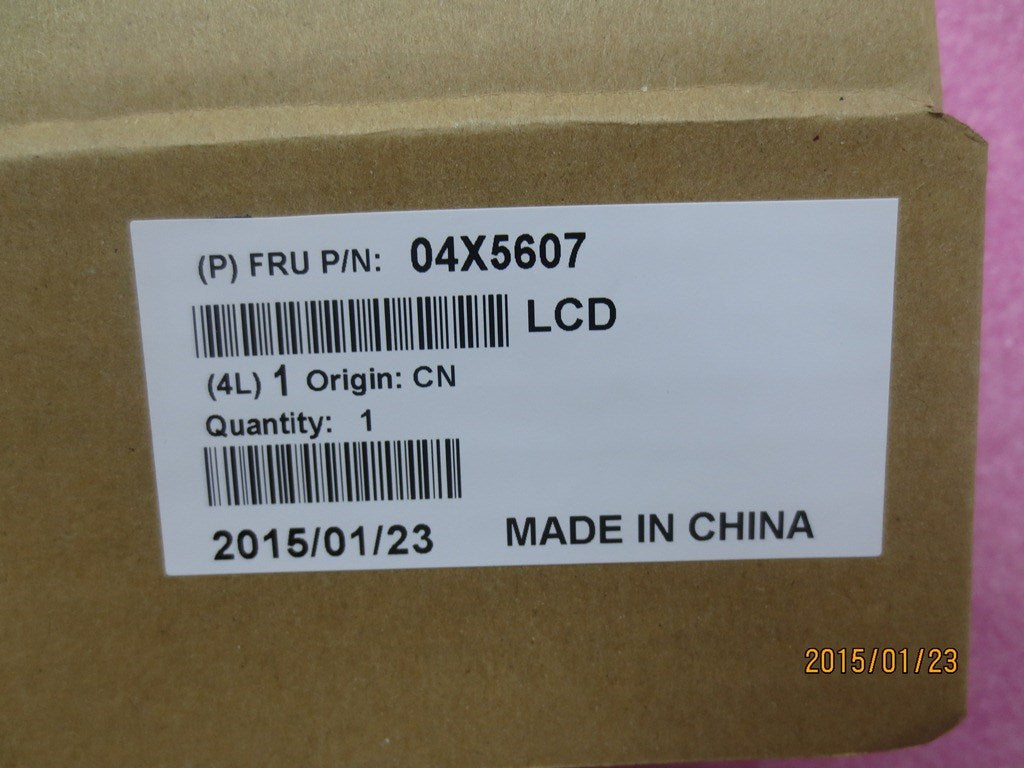 (P) FRU P/N: 04X5607
LCD
(4L) 1 Origin: CN
Quantity: 1
2015/01/23 MADE IN CHINA
2015/01/23